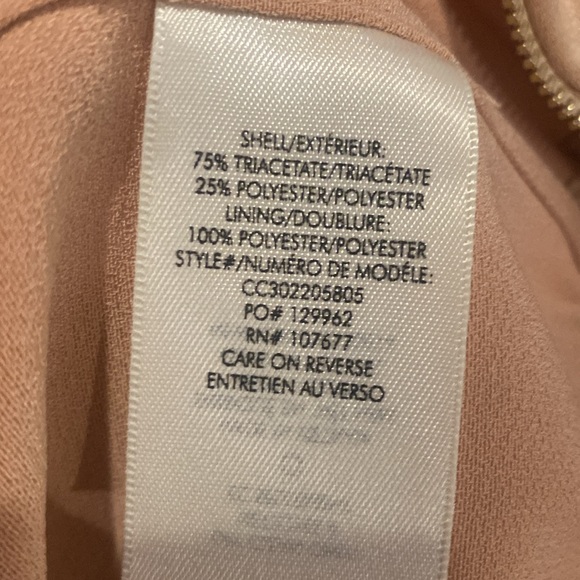 SHELL/EXTÉRIEUR:
75% TRIACETATE/TRIACÉTATE
25% POLYESTER/POLYESTER
LINING/DOUBLURE:
100% POLYESTER/POLYESTER
STYLE#/NUMÉRO DE MODÉLE:
CC302205805
PO# 129962
RN# 107677
CARE ON REVERSE
ENTRETIEN AU VERSO